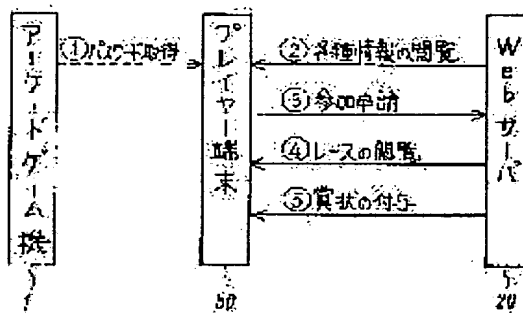 アーケードゲーム機
①パスワード取得
プレイヤー端末
②各種情報の閲覧
③参加申請
④レースの閲覧
⑤賞状の付与
Webサーバ
1
50
20